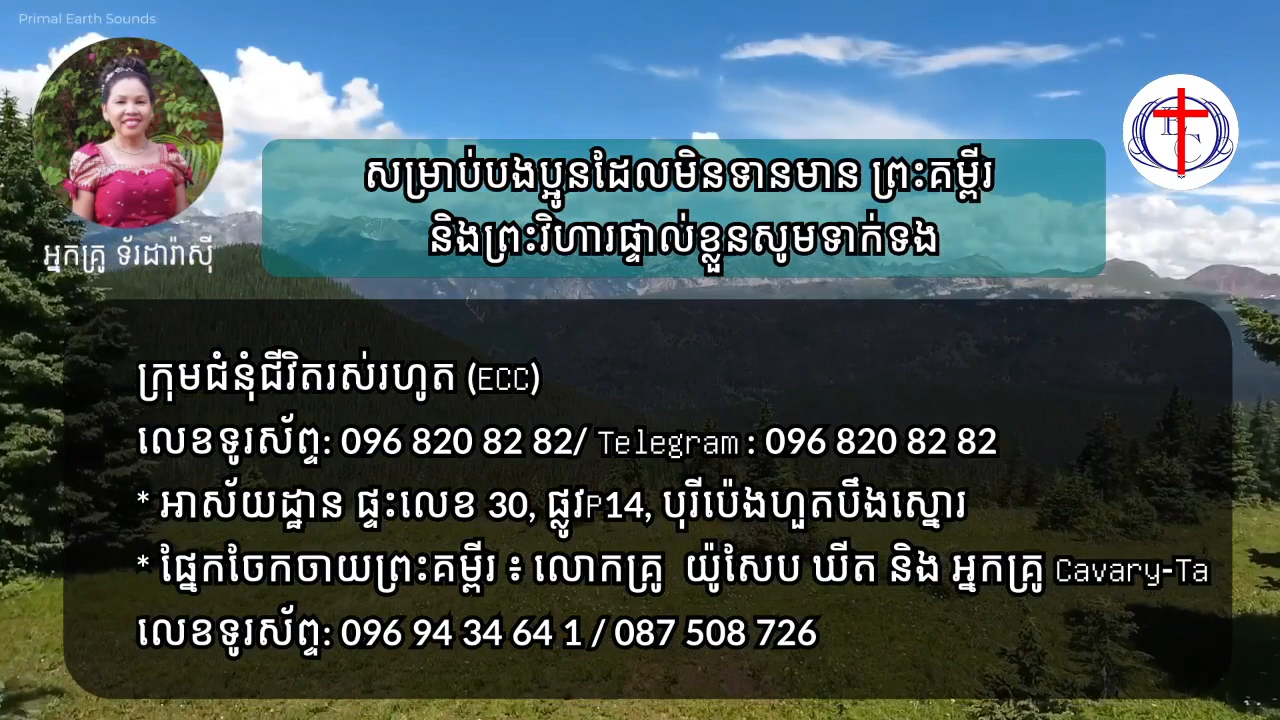 Primal Earth Sounds
អ្នកគ្រូ ទ័រដារ៉ាស៊ី
សម្រាប់បងប្អូនដែលមិនទានមាន ព្រះគម្ពីរ
និងព្រះវិហារផ្ទាល់ខ្លួនសូមទាក់ទង
ក្រុមជំនុំជីវិតរស់រហូត (ECC)
លេខទូរស័ព្ទ: 096 820 82 82/ Telegram : 096 820 82 82
* អាស័យដ្ឋាន ផ្ទះលេខ 30, ផ្លូវP14, បុរីប៉េងហួតបឹងស្នោរ
* ផ្នែកចែកចាយព្រះគម្ពីរ ៖ លោកគ្រូ យ៉ូសែប ឃីត និង អ្នកគ្រូ Cavary-Ta
លេខទូរស័ព្ទ: 096 94 34 64 1 / 087 508 726